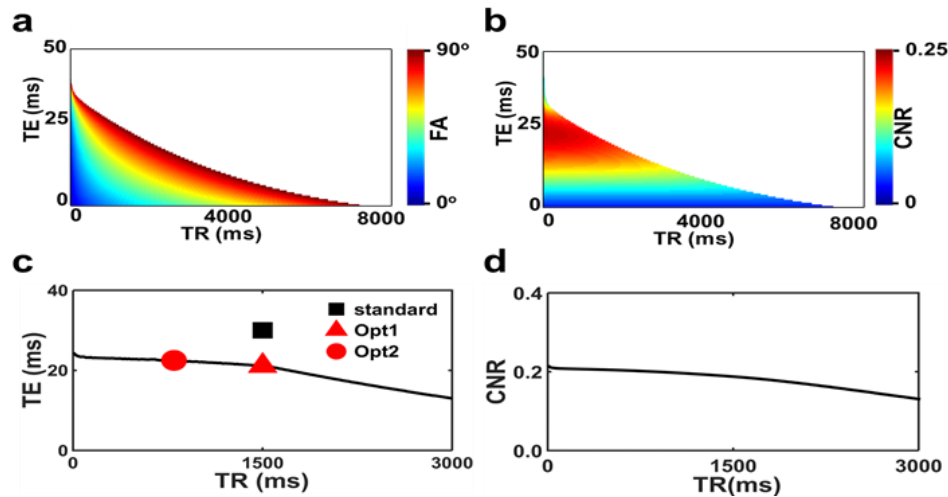 a
50
25
0
TE (ms)
0
4000
8000
TR (ms)
90°
0°
FA
b
50
25
0
TE (ms)
0
4000
8000
TR (ms)
0.25
0
CNR
c
40
20
0
TE (ms)
standard
Opt1
Opt2
0
1500
3000
TR (ms)
d
0.4
0.2
0.0
CNR
0
1500
3000
TR(ms)